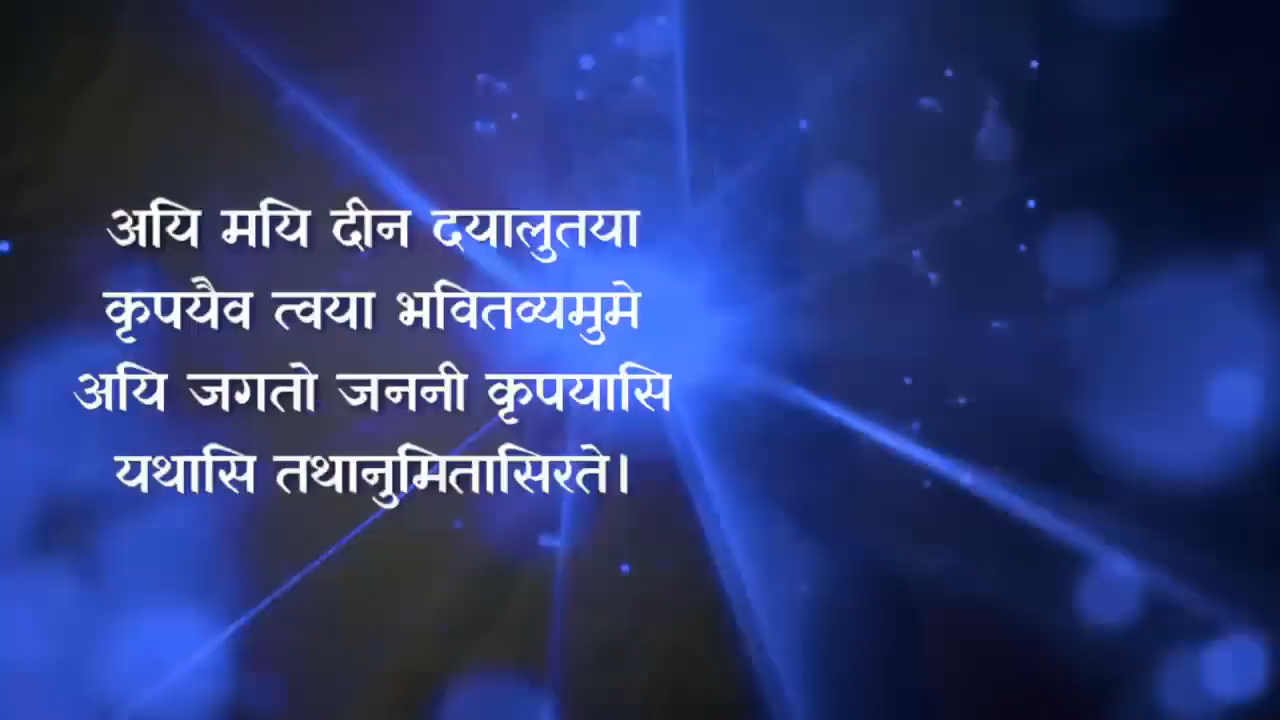 अयि मयि दीन दयालुतया
कृपयैव त्वया भवितव्यमुमे
अयि जगतो जननी कृपयासि
यथासि तथानुमितासिरते।